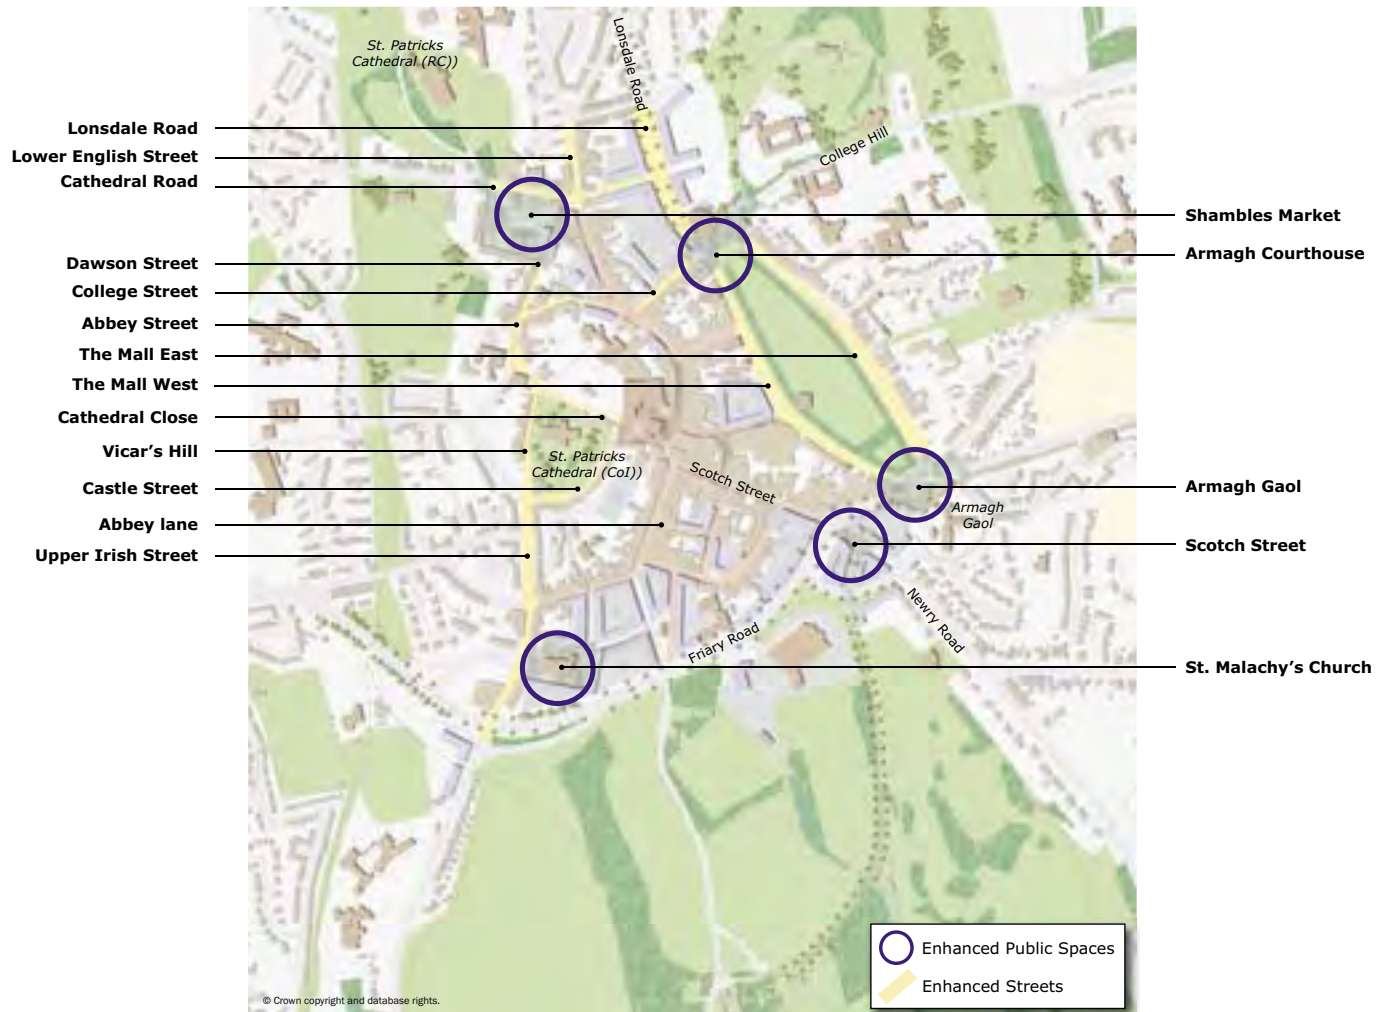 St. Patricks
Cathedral (RC))
Lonsdale Road
College Hill
Lonsdale Road
Lower English Street
Cathedral Road
Dawson Street
College Street
Abbey Street
The Mall East
The Mall West
Cathedral Close
Vicar's Hill
Castle Street
Abbey lane
Upper Irish Street
Shambles Market
Armagh Courthouse
Armagh Gaol
Scotch Street
St. Malachy's Church
St. Patricks
Cathedral (CoI))
Scotch Street
Armagh
Gaol
Newry Road
Friary Road
Enhanced Public Spaces
Enhanced Streets
© Crown copyright and database rights.